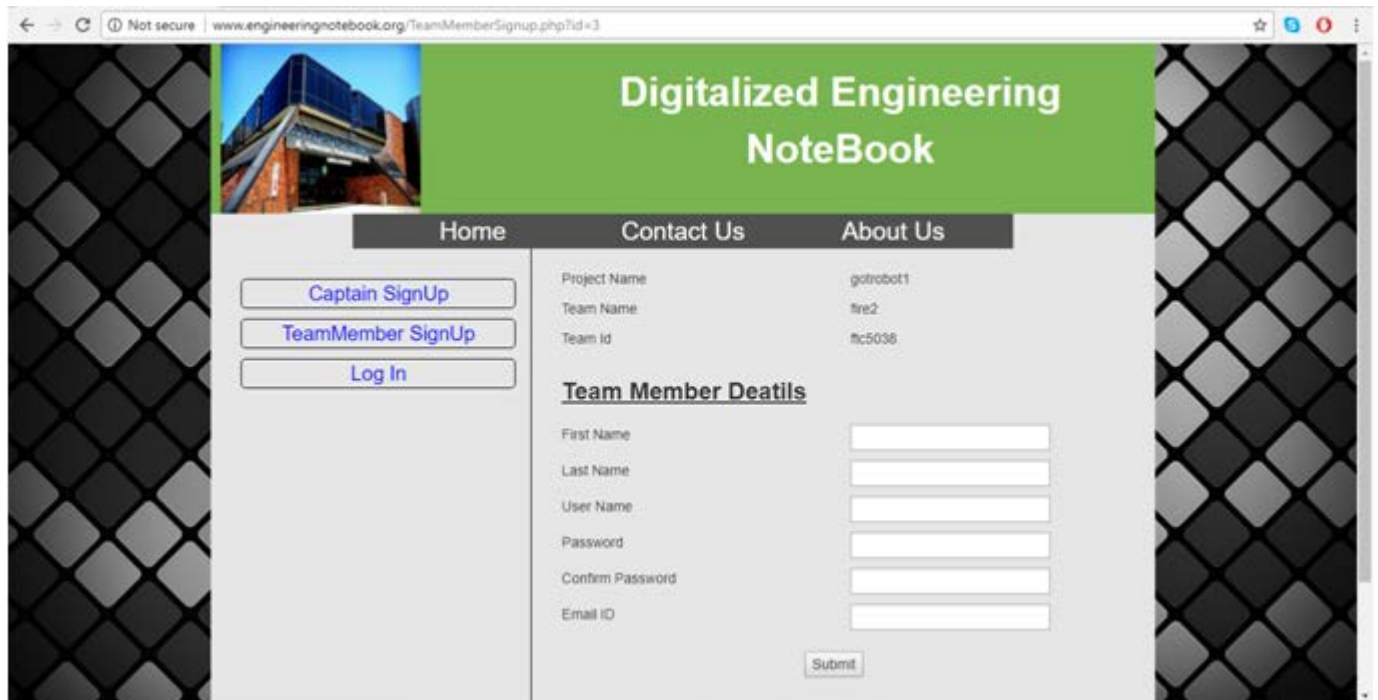 Not secure www.engineeringnotebook.org/TeamMemberSignup.php?id=3
Digitalized Engineering
NoteBook
Home Contact Us About Us
Captain SignUp
TeamMember SignUp
Log In
Project Name gotrobot1
Team Name fire2
Team Id ftc5038
Team Member Deatils
First Name
Last Name
User Name
Password
Confirm Password
Email ID
Submit